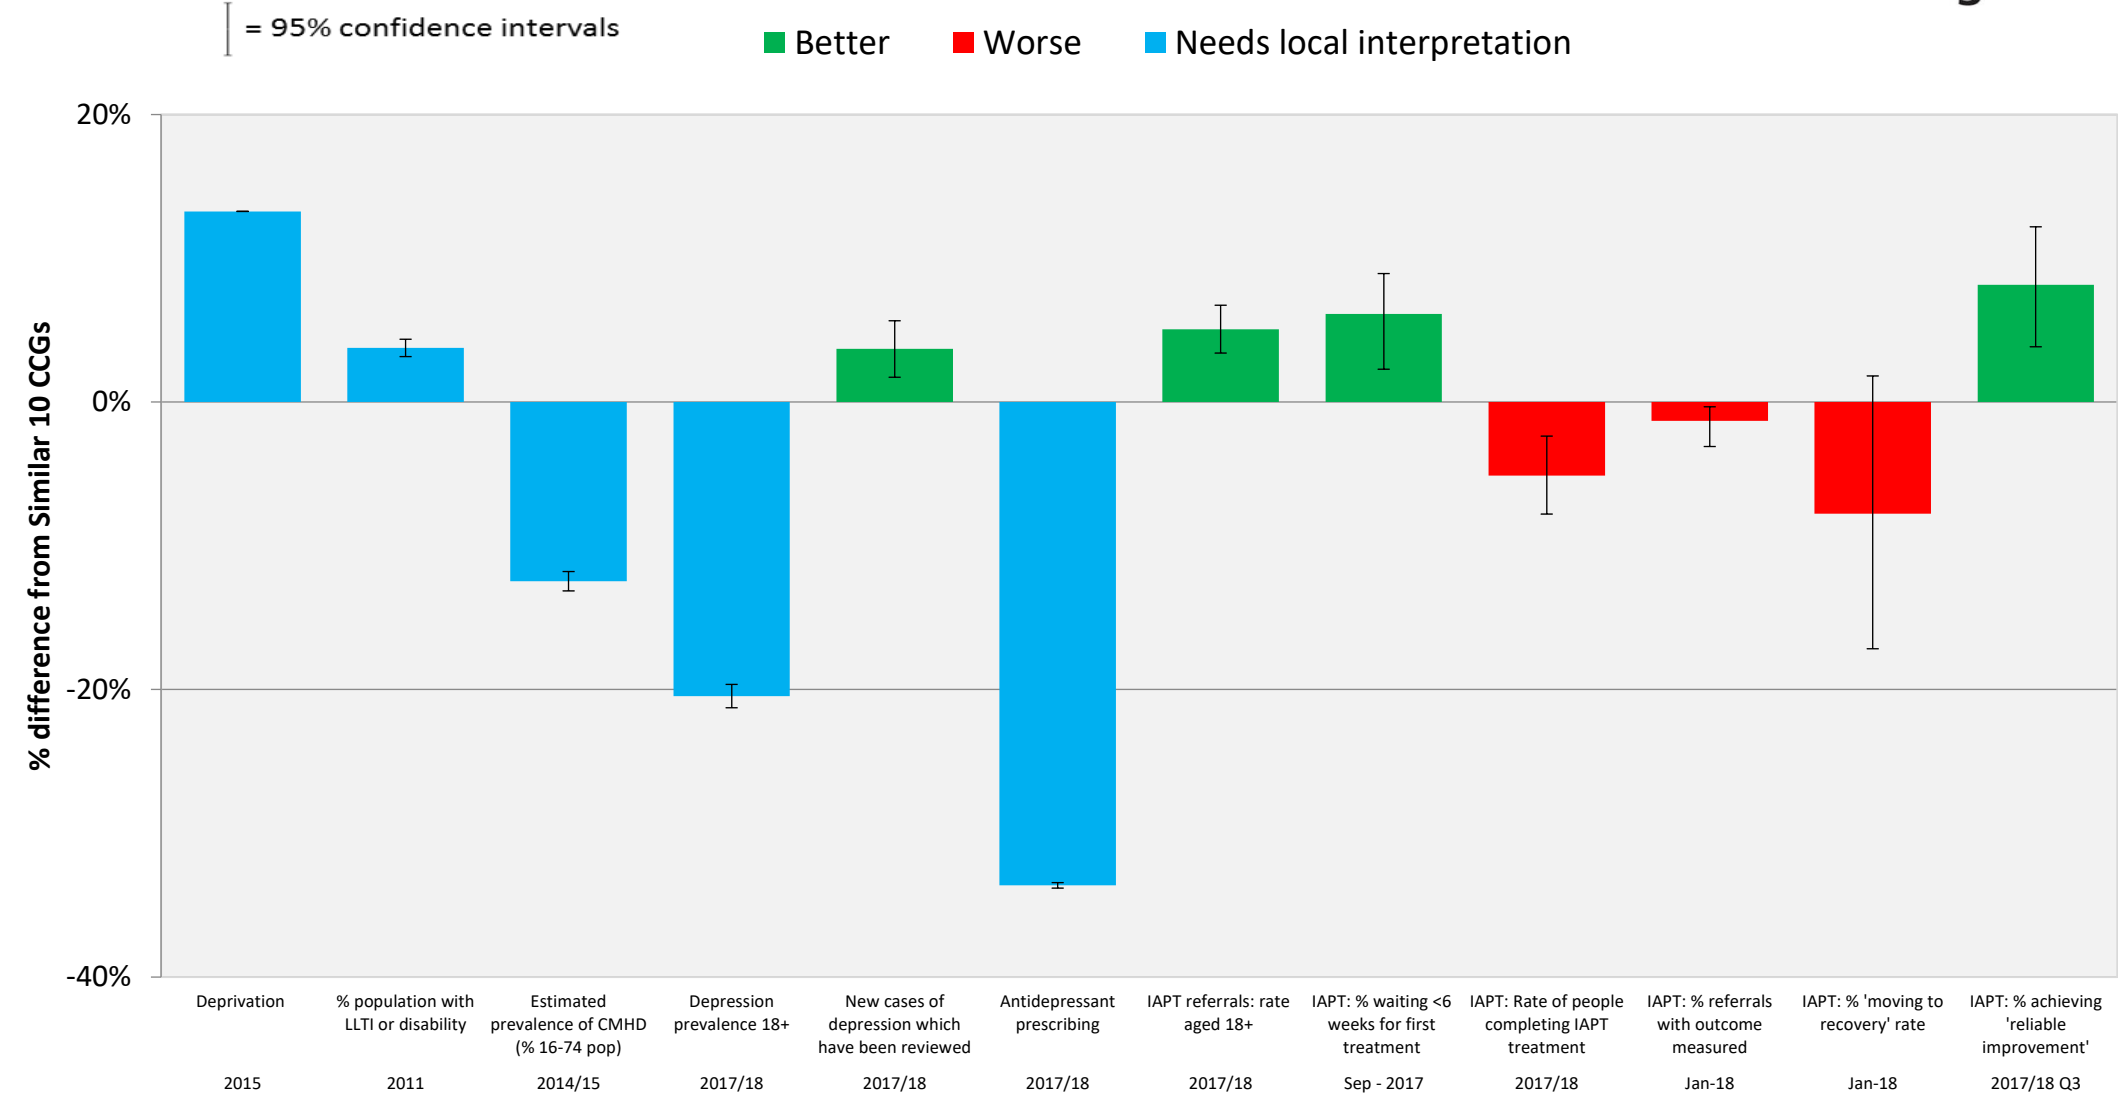 = 95% confidence intervals
Better
Worse
Needs local interpretation
20%
0%
-20%
-40%
% difference from Similar 10 CCGs
Deprivation
2015
% population with
LLTI or disability
2011
Estimated
prevalence of CMHD
(% 16-74 pop)
2014/15
Depression
prevalence 18+
2017/18
New cases of
depression which
have been reviewed
2017/18
Antidepressant
prescribing
2017/18
IAPT referrals: rate
aged 18+
2017/18
IAPT: % waiting <6
weeks for first
treatment
Sep - 2017
IAPT: Rate of people
completing IAPT
treatment
2017/18
IAPT: % referrals
with outcome
measured
Jan-18
IAPT: % 'moving to
recovery' rate
Jan-18
IAPT: % achieving
'reliable
improvement'
2017/18 Q3